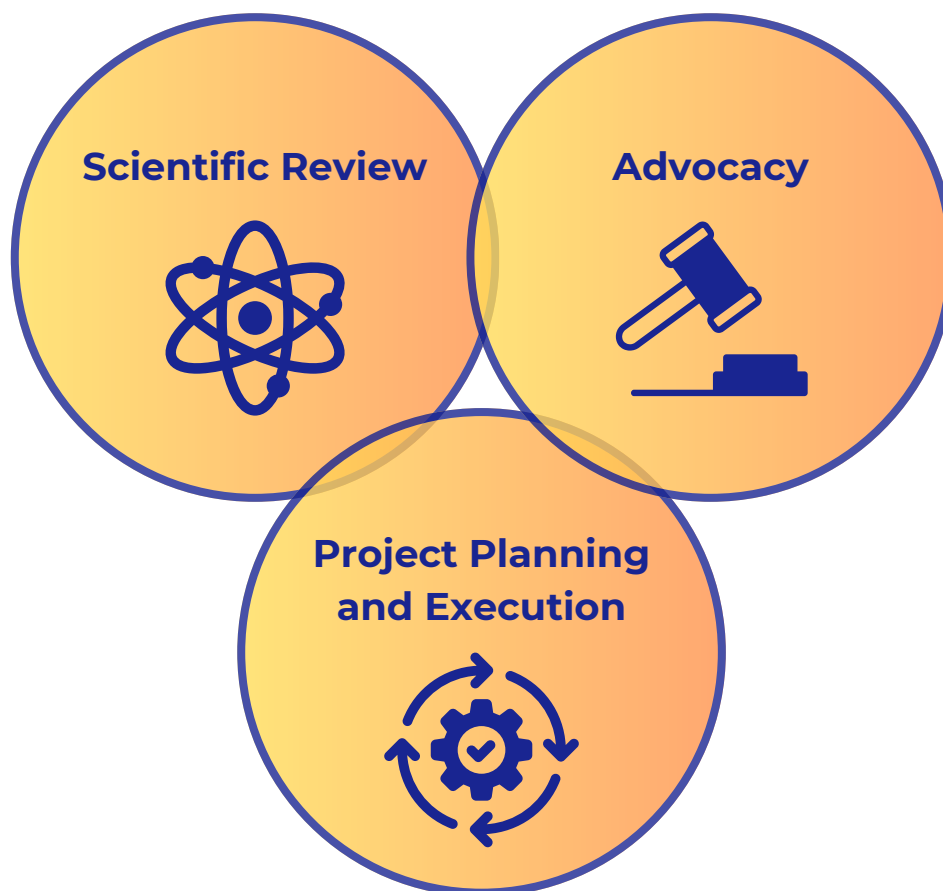 Scientific Review
Advocacy
Project Planning
and Execution